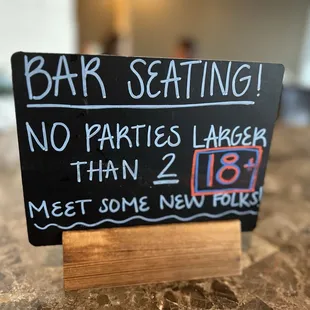 BAR SEATING!
NO PARTIES LARGER
THAN 2 18+
MEET SOME NEW FOLKS!